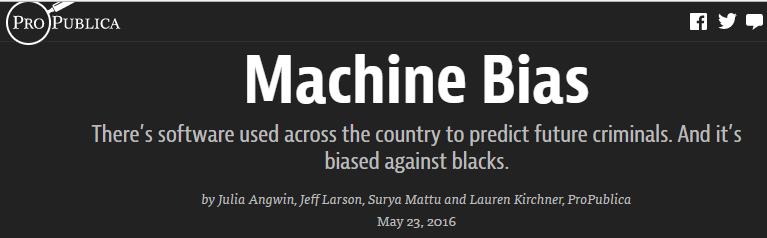 PROPUBLICA
Machine Bias
There's software used across the country to predict future criminals. And it's
biased against blacks.
by Julia Angwin, Jeff Larson, Surya Mattu and Lauren Kirchner, ProPublica
May 23, 2016